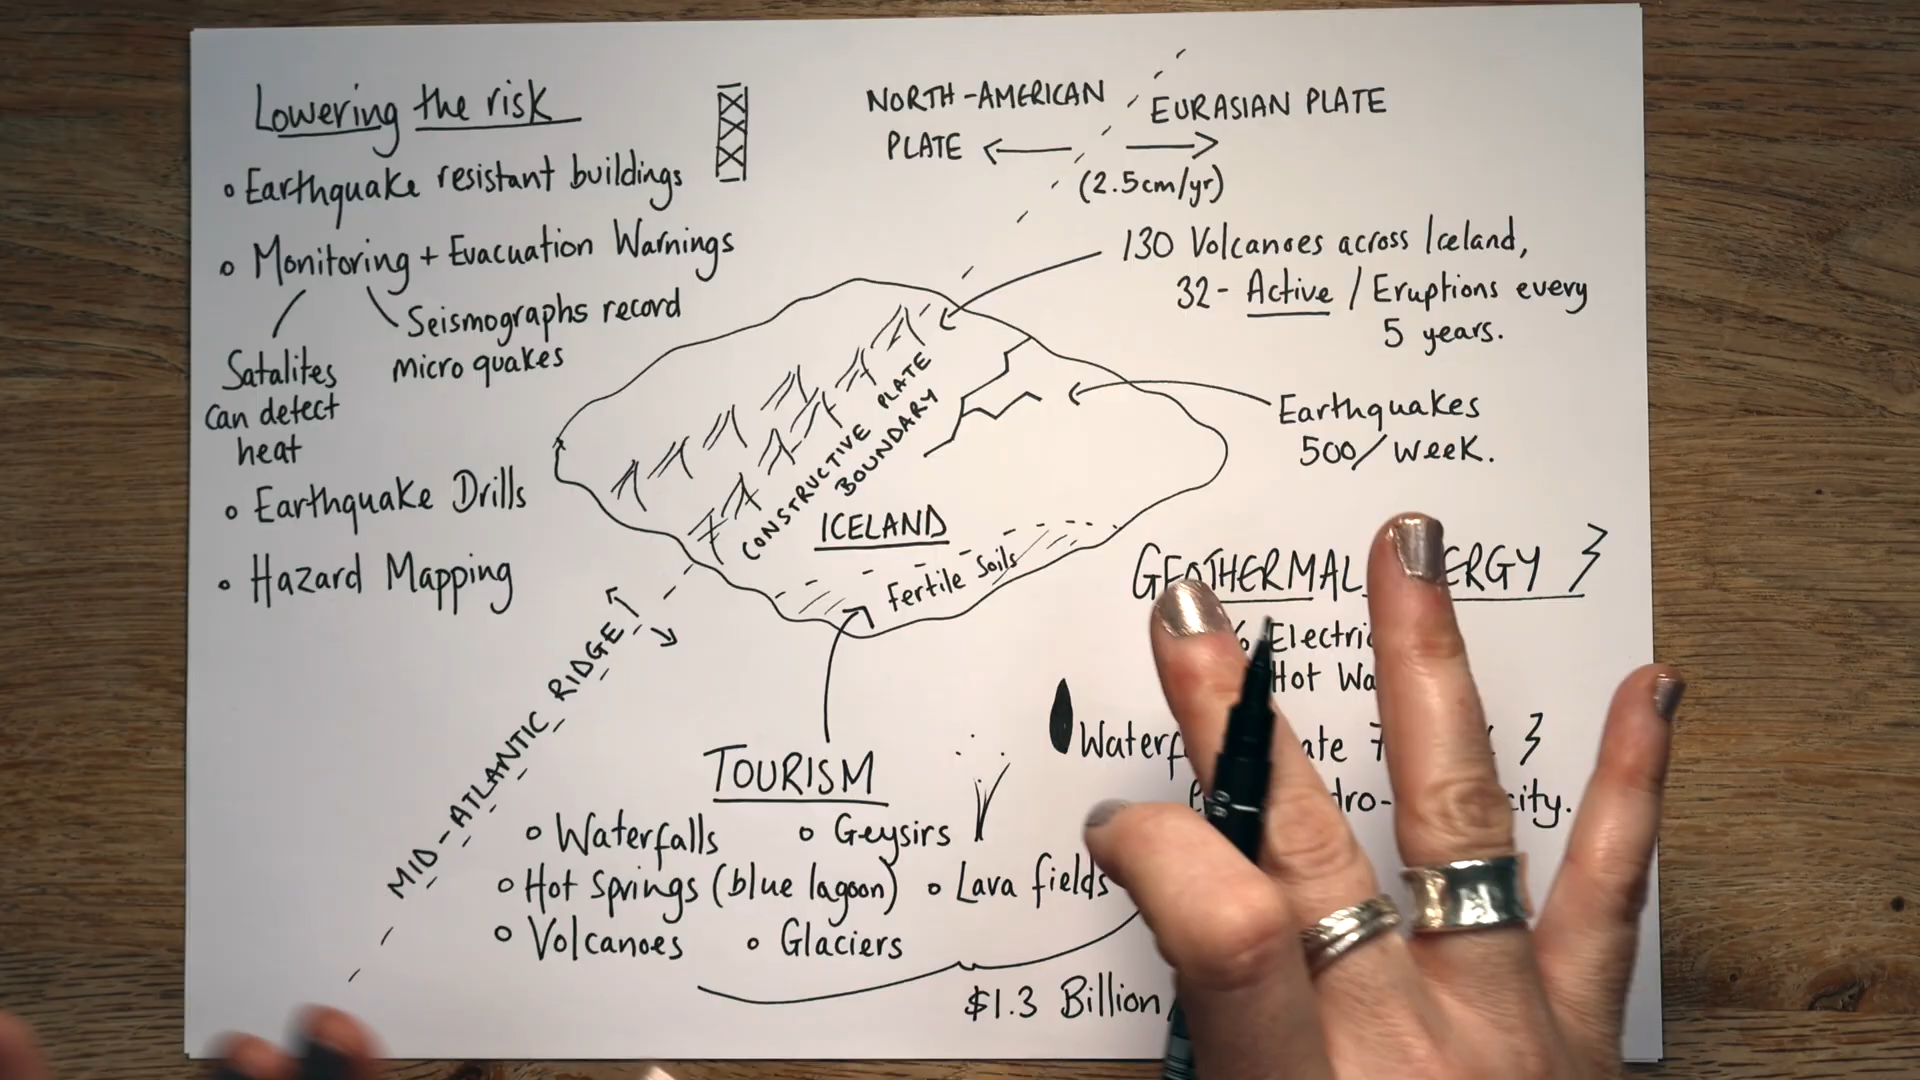 Lowering the risk
Earthquake resistant buildings
Monitoring + Evacuation Warnings
Satalites
can detect
heat
Seismographs record
micro quakes
Earthquake Drills
Hazard Mapping
NORTH-AMERICAN
PLATE
EURASIAN PLATE
(2.5cm/yr)
130 Volcanoes across Iceland,
32- Active / Eruptions every
5 years.
Earthquakes
500/week.
CONSTRUCTIVE PLATE
BOUNDARY
ICELAND
Fertile Soils
MID-ATLANTIC RIDGE
GEOTHERMAL
Hot
TOURISM
Waterfalls
Geysirs
Hot Springs (blue lagoon)
Lava fields
Volcanoes
Glaciers
$1.3 Billion